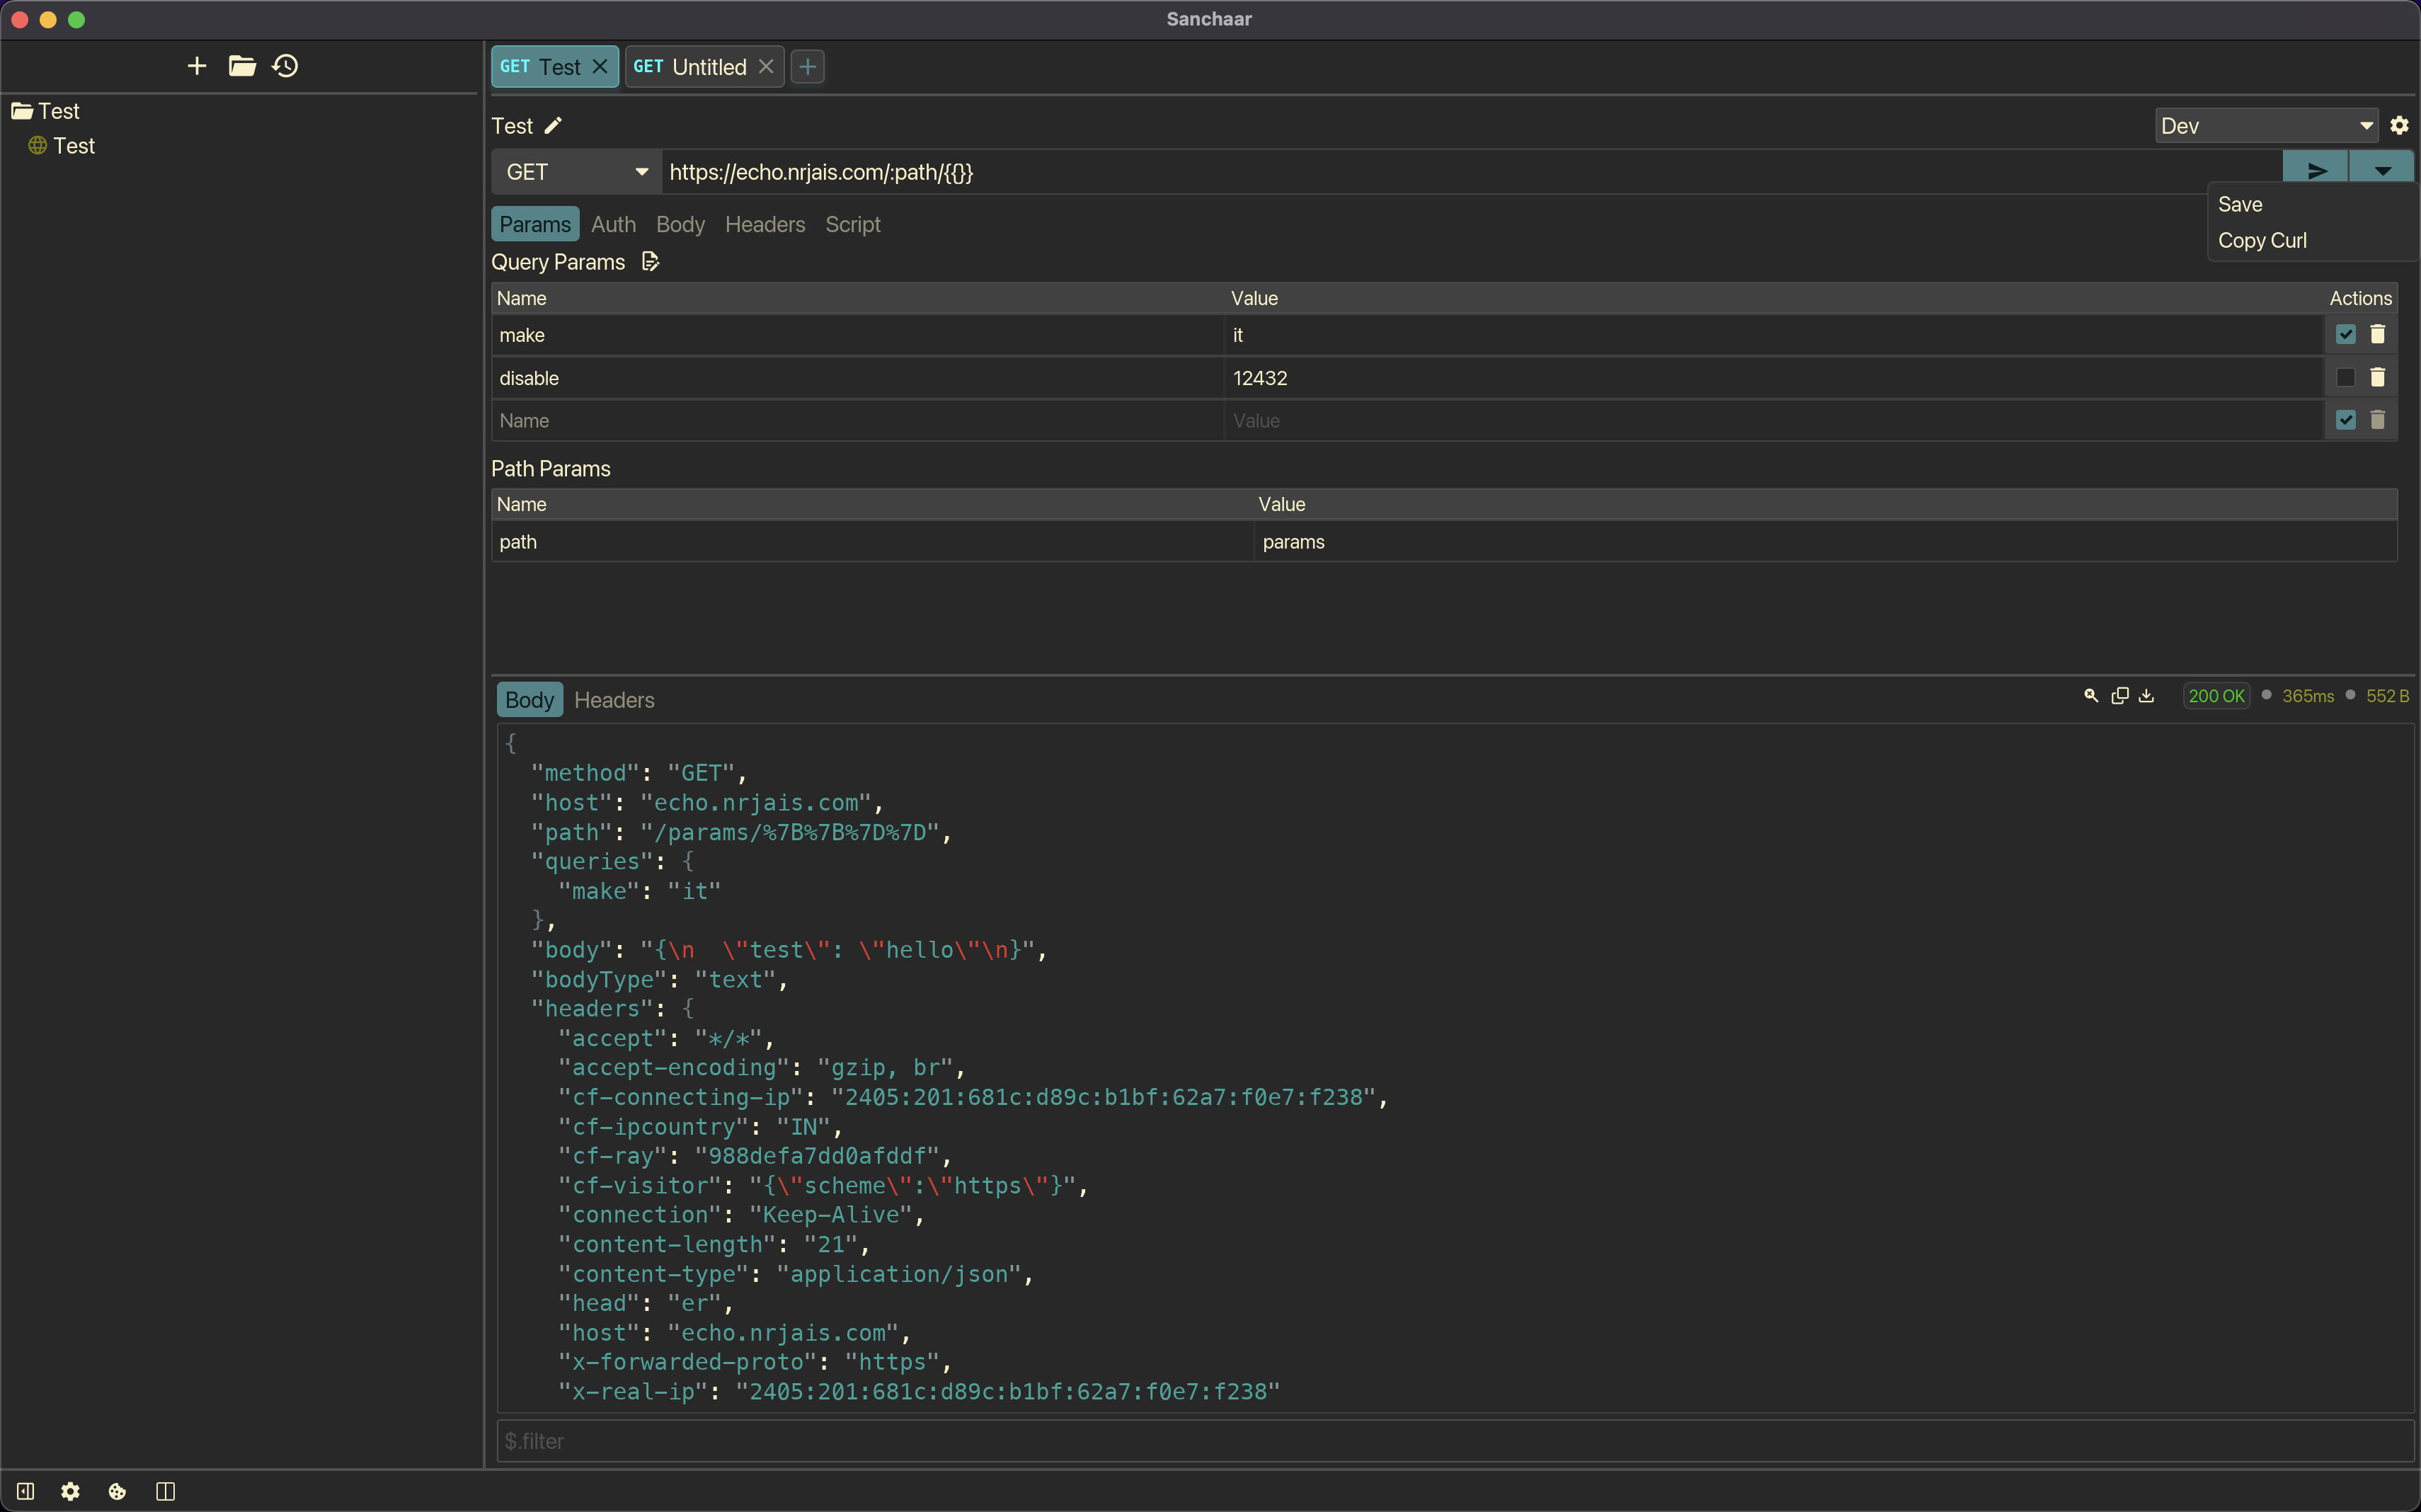 Sanchaar
GET Test
GET Untitled
Test
Test
Test
Dev
GET
https://echo.nrjais.com/:path/{{}}
Save
Copy Curl
Params Auth Body Headers Script
Query Params
Name Value Actions
make it
disable 12432
Name Value
Path Params
Name Value
path params
Body Headers
200 OK 365ms 552 B
{
"method": "GET",
"host": "echo.nrjais.com",
"path": "/params/%7B%7B%7D%7D",
"queries": {
"make": "it"
},
"body": "{\n  \"test\": \"hello\"\n}",
"bodyType": "text",
"headers": {
"accept": "*/*",
"accept-encoding": "gzip, br",
"cf-connecting-ip": "2405:201:681c:d89c:b1bf:62a7:f0e7:f238",
"cf-ipcountry": "IN",
"cf-ray": "988defa7dd0afddf",
"cf-visitor": "{\"scheme\":\"https\"}",
"connection": "Keep-Alive",
"content-length": "21",
"content-type": "application/json",
"head": "er",
"host": "echo.nrjais.com",
"x-forwarded-proto": "https",
"x-real-ip": "2405:201:681c:d89c:b1bf:62a7:f0e7:f238"
$.filter